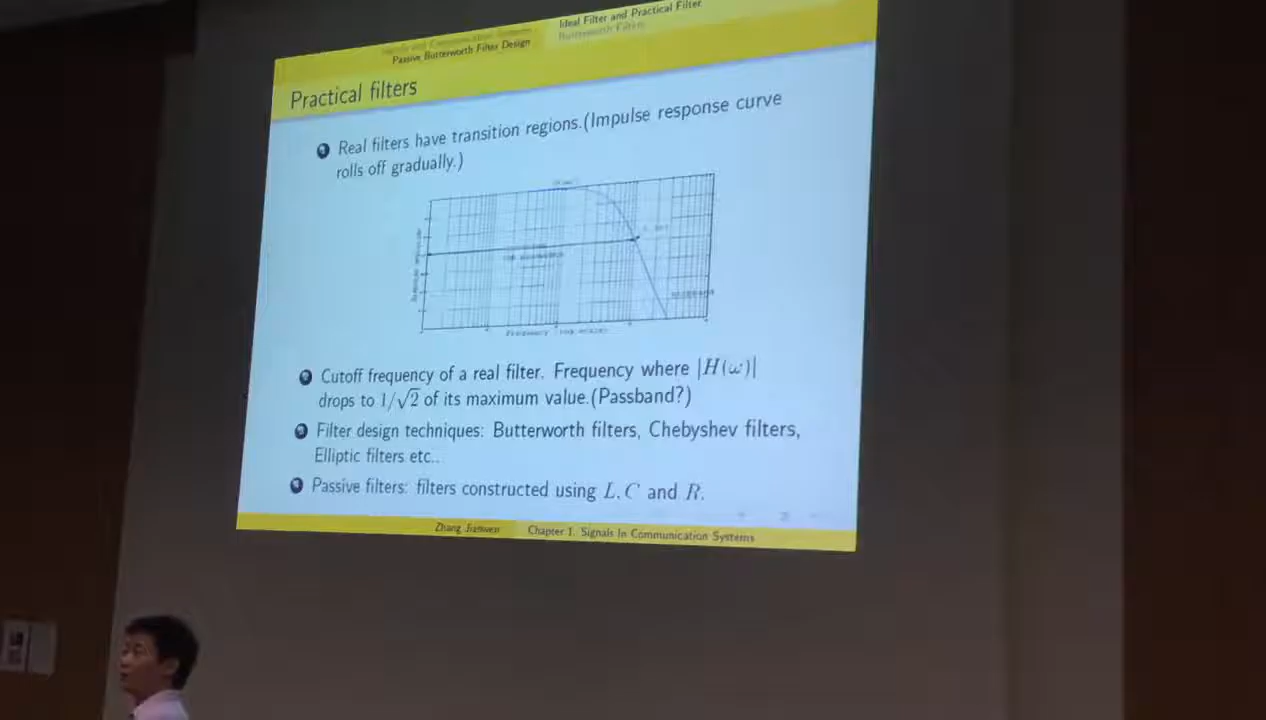 Ideal Filter and Practical Filter
Butterworth Filters
Passive Butterworth Filter Design
Practical filters
Real filters have transition regions.(Impulse response curve
rolls off gradually.)
Cutoff frequency of a real filter. Frequency where |H(ω)|
drops to 1/√2 of its maximum value.(Passband?)
Filter design techniques: Butterworth filters, Chebyshev filters,
Elliptic filters etc..
Passive filters: filters constructed using L, C and R.
Zhang Jianwen
Chapter 1. Signals In Communication Systems